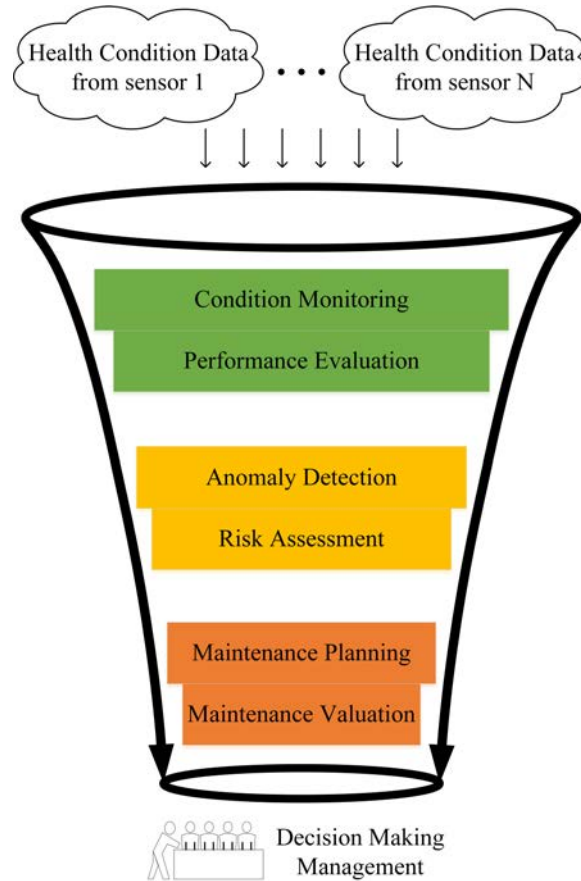 Health Condition Data
from sensor 1
...
Health Condition Data
from sensor N
Condition Monitoring
Performance Evaluation
Anomaly Detection
Risk Assessment
Maintenance Planning
Maintenance Valuation
Decision Making
Management